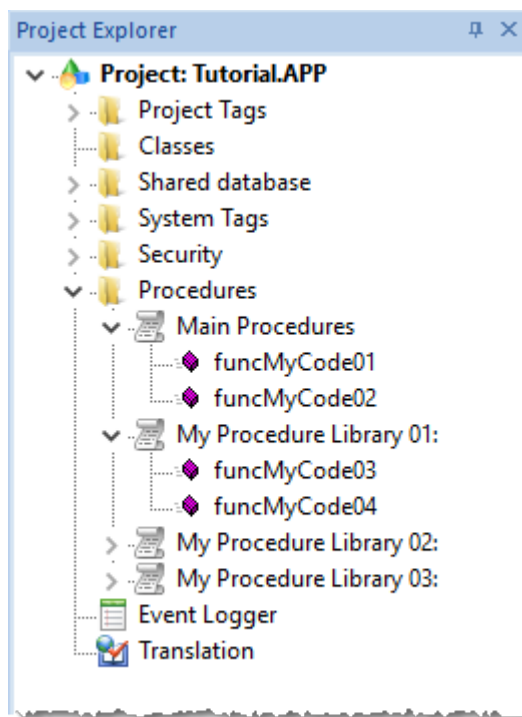 Project Explorer
Project: Tutorial.APP
Project Tags
Classes
Shared database
System Tags
Security
Procedures
Main Procedures
funcMyCode01
funcMyCode02
My Procedure Library 01:
funcMyCode03
funcMyCode04
My Procedure Library 02:
My Procedure Library 03:
Event Logger
Translation